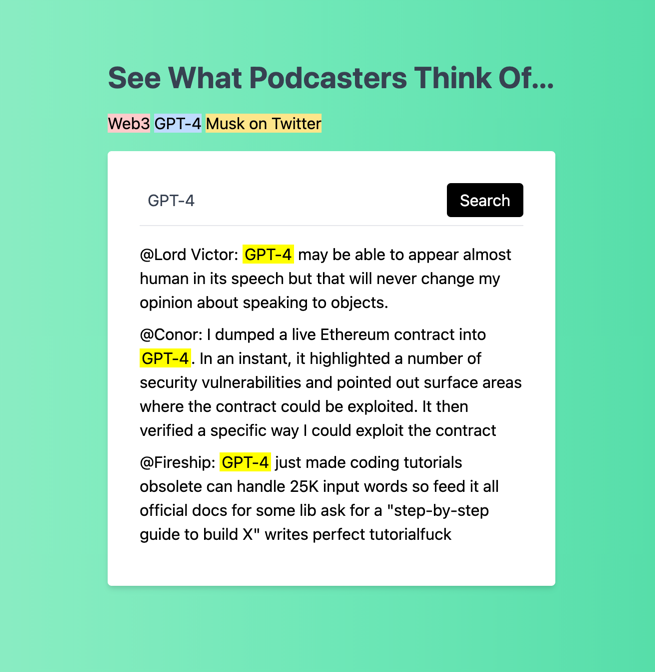 See What Podcasters Think Of...
Web3 GPT-4 Musk on Twitter
GPT-4 Search
@Lord Victor: GPT-4 may be able to appear almost
human in its speech but that will never change my
opinion about speaking to objects.
@Conor: I dumped a live Ethereum contract into
GPT-4. In an instant, it highlighted a number of
security vulnerabilities and pointed out surface areas
where the contract could be exploited. It then
verified a specific way I could exploit the contract
@Fireship: GPT-4 just made coding tutorials
obsolete can handle 25K input words so feed it all
official docs for some lib ask for a "step-by-step
guide to build X" writes perfect tutorialfuck